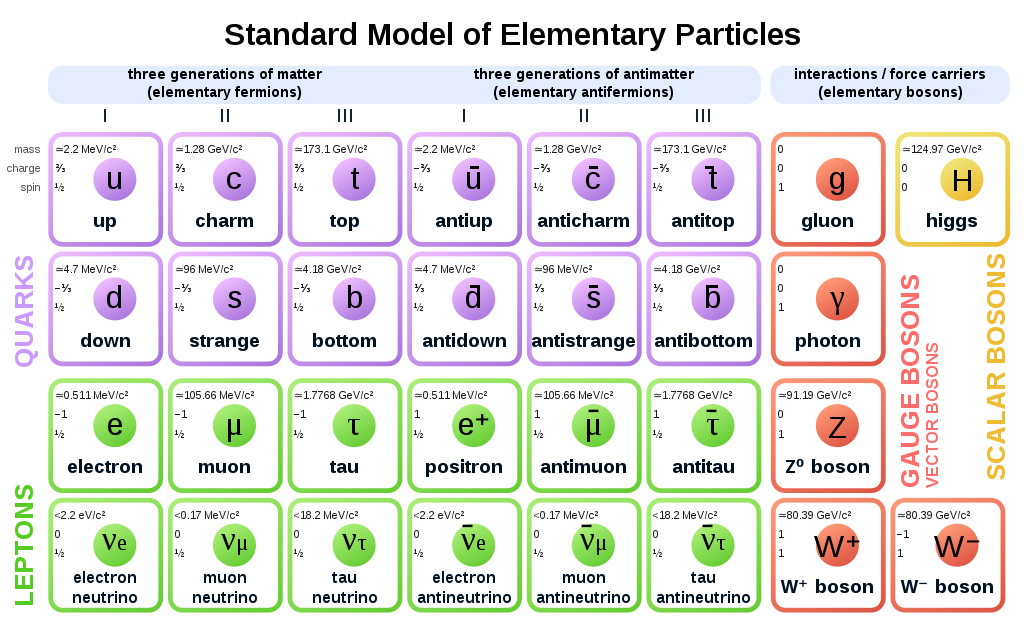 Standard Model of Elementary Particles
three generations of matter
(elementary fermions)
three generations of antimatter
(elementary antifermions)
interactions / force carriers
(elementary bosons)
I II III I II III
mass
charge
spin
≃2.2 MeV/c²
⅔
½
u
up
≃1.28 GeV/c²
⅔
½
c
charm
≃173.1 GeV/c²
⅔
½
t
top
≃2.2 MeV/c²
−⅔
½
ū
antiup
≃1.28 GeV/c²
−⅔
½
c̄
anticharm
≃173.1 GeV/c²
−⅔
½
t̄
antitop
0
0
1
g
gluon
≃124.97 GeV/c²
0
0
H
higgs
QUARKS
≃4.7 MeV/c²
−⅓
½
d
down
≃96 MeV/c²
−⅓
½
s
strange
≃4.18 GeV/c²
−⅓
½
b
bottom
≃4.7 MeV/c²
⅓
½
d̄
antidown
≃96 MeV/c²
⅓
½
s̄
antistrange
≃4.18 GeV/c²
⅓
½
b̄
antibottom
0
0
1
γ
photon
≃0.511 MeV/c²
−1
½
e
electron
≃105.66 MeV/c²
−1
½
μ
muon
≃1.7768 GeV/c²
−1
½
τ
tau
≃0.511 MeV/c²
1
½
e⁺
positron
≃105.66 MeV/c²
1
½
μ̄
antimuon
≃1.7768 GeV/c²
1
½
τ̄
antitau
≃91.19 GeV/c²
0
1
Z
Z⁰ boson
GAUGE BOSONS
VECTOR BOSONS
SCALAR BOSONS
LEPTONS
<2.2 eV/c²
0
½
νe
electron
neutrino
<0.17 MeV/c²
0
½
νμ
muon
neutrino
<18.2 MeV/c²
0
½
ντ
tau
neutrino
<2.2 eV/c²
0
½
ν̄e
electron
antineutrino
<0.17 MeV/c²
0
½
ν̄μ
muon
antineutrino
<18.2 MeV/c²
0
½
ν̄τ
tau
antineutrino
≃80.39 GeV/c²
1
1
W⁺
W⁺ boson
≃80.39 GeV/c²
−1
1
W⁻
W⁻ boson